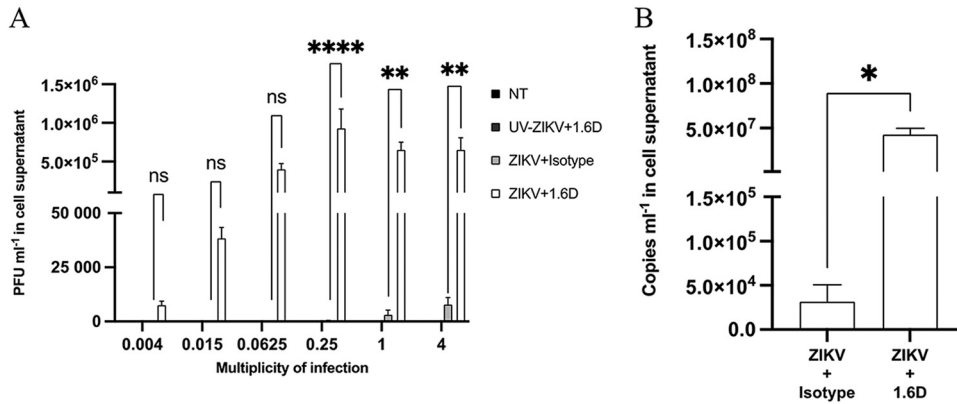 A
PFU ml⁻¹ in cell supernatant
1.5×10⁶
1.0×10⁶
5.0×10⁵
50 000
25 000
0
ns
ns
ns
****
**
**
0.004
0.015
0.0625
0.25
1
4
Multiplicity of infection
NT
UV-ZIKV+1.6D
ZIKV+Isotype
ZIKV+1.6D
B
Copies ml⁻¹ in cell supernatant
1.5×10⁸
1.0×10⁸
5.0×10⁷
1.5×10⁵
1.0×10⁵
5.0×10⁴
0.0
*
ZIKV
+
Isotype
ZIKV
+
1.6D